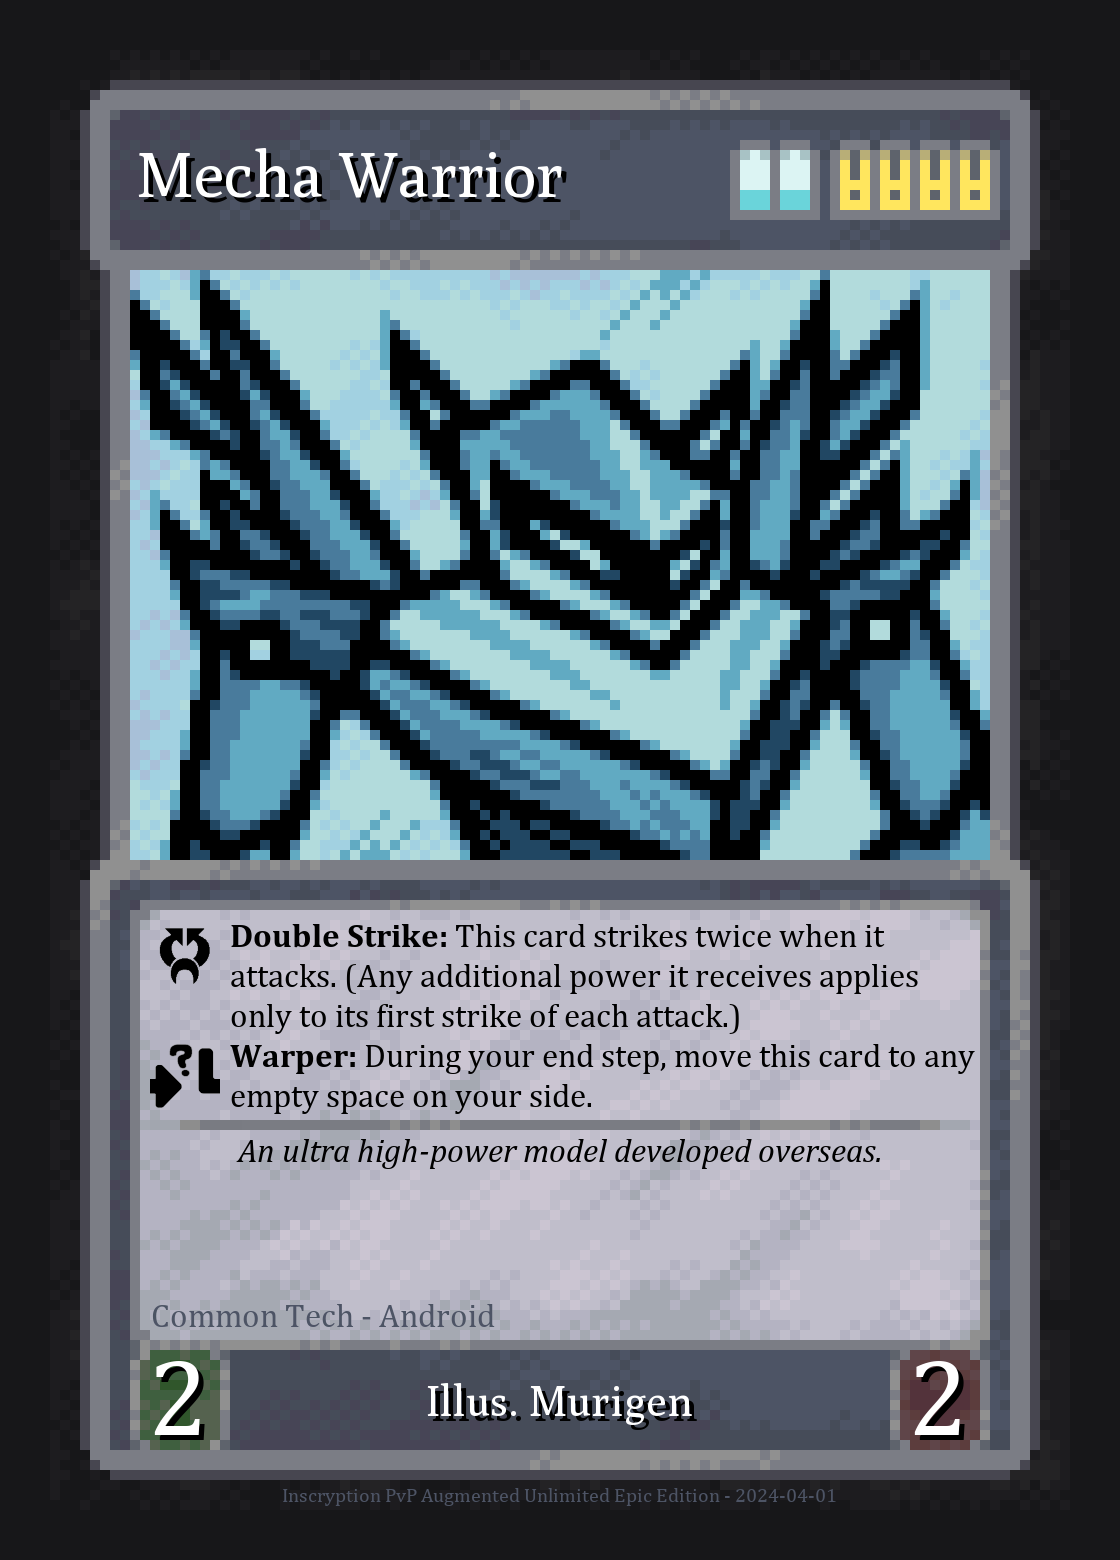 Mecha Warrior
Double Strike: This card strikes twice when it
attacks. (Any additional power it receives applies
only to its first strike of each attack.)
Warper: During your end step, move this card to any
empty space on your side.
An ultra high-power model developed overseas.
Common Tech - Android
2
Illus. Murigen
2
Inscryption PvP Augmented Unlimited Epic Edition - 2024-04-01